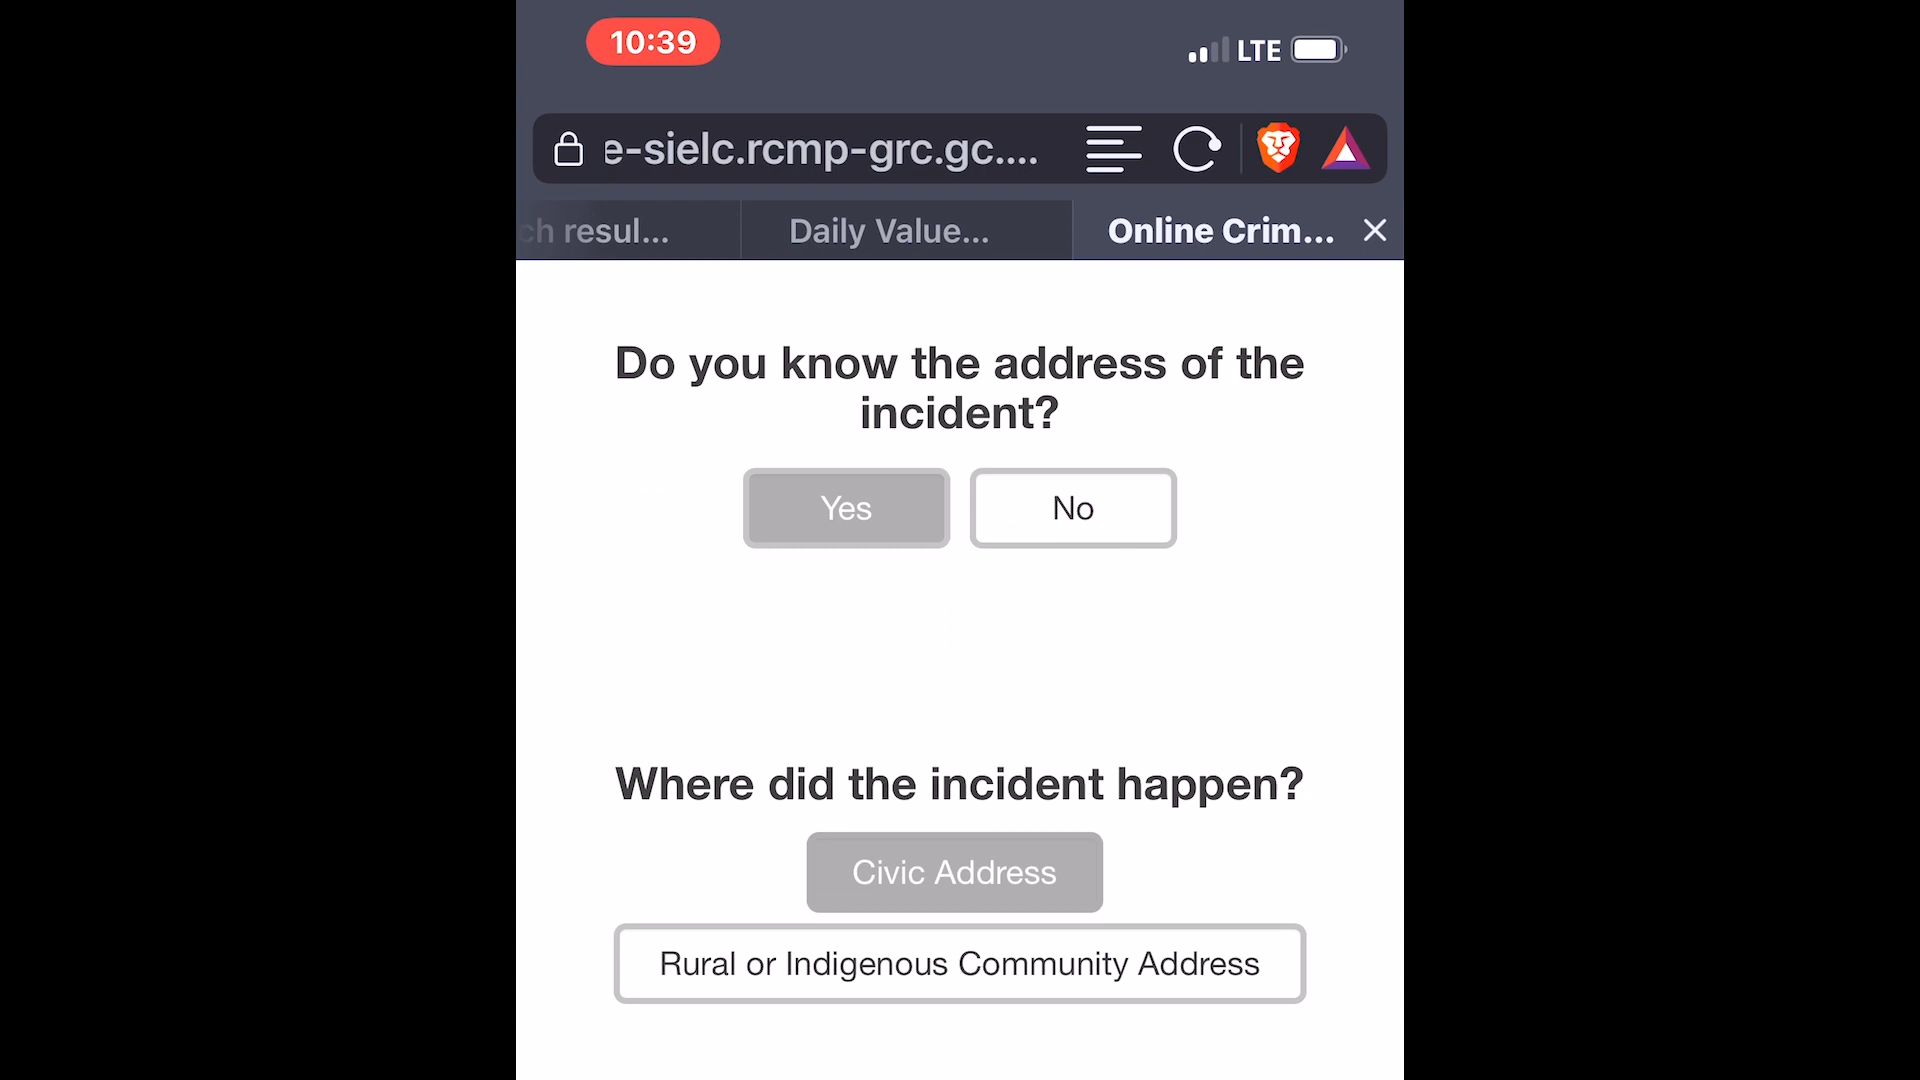 10:39
LTE
e-sielc.rcmp-grc.gc....
ch resul...
Daily Value...
Online Crim...
Do you know the address of the
incident?
Yes
No
Where did the incident happen?
Civic Address
Rural or Indigenous Community Address